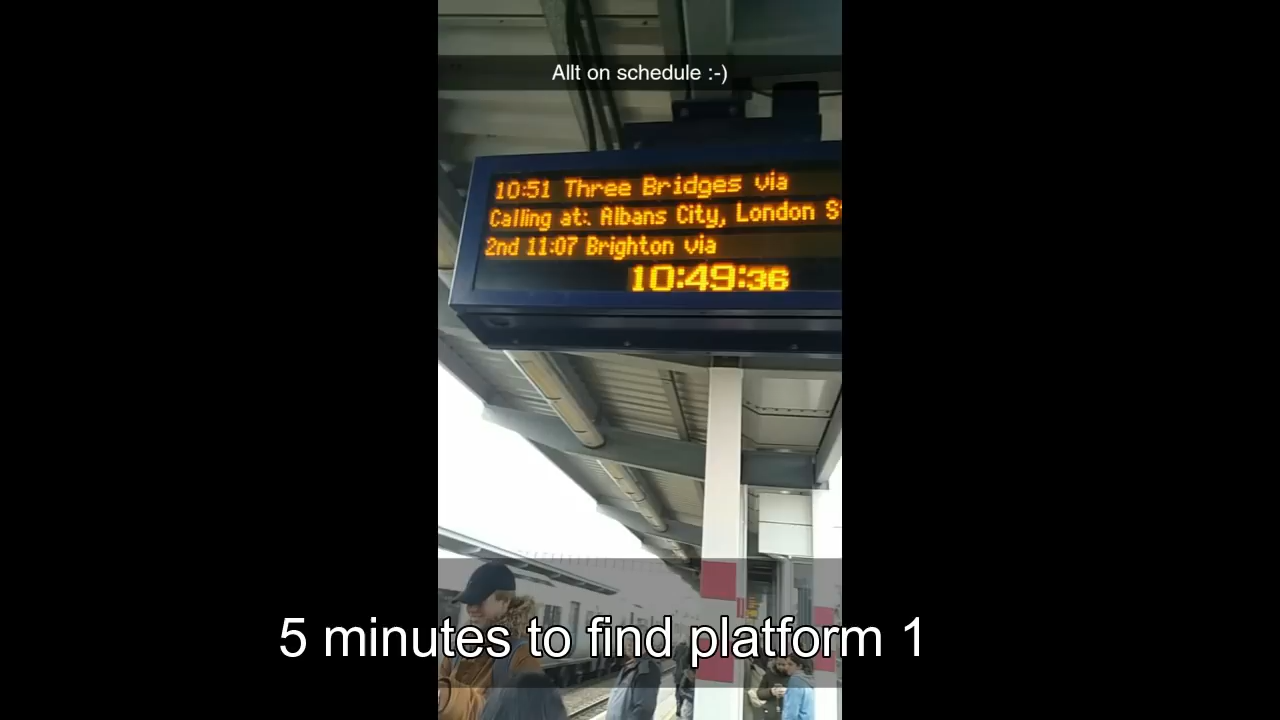 Allt on schedule :-)
10:51 Three Bridges via
Calling at: Albans City, London S
2nd 11:07 Brighton via
10:49:36
5 minutes to find platform 1